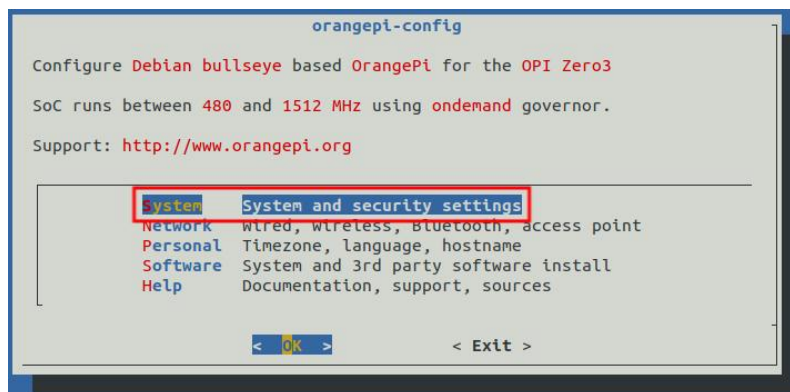 orangepi-config
Configure Debian bullseye based OrangePi for the OPI Zero3
SoC runs between 480 and 1512 MHz using ondemand governor.
Support: http://www.orangepi.org
System System and security settings
Network Wired, wireless, Bluetooth, access point
Personal Timezone, language, hostname
Software System and 3rd party software install
Help Documentation, support, sources
< OK > < Exit >